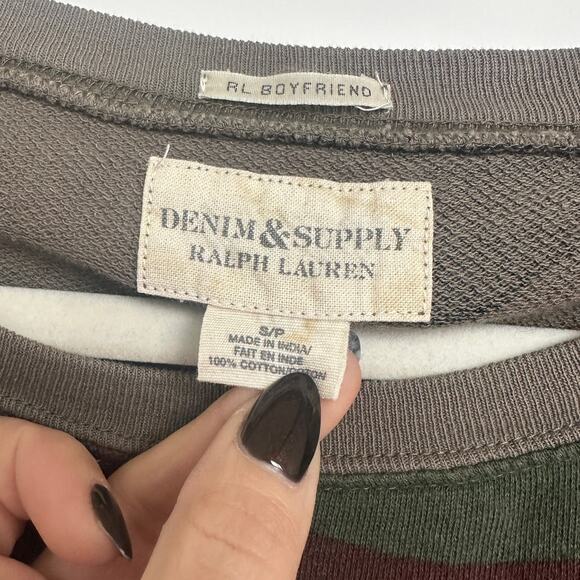 RL BOYFRIEND
DENIM & SUPPLY
RALPH LAUREN
S/P
MADE IN INDIA/
FAIT EN INDE
100% COTTON/COTON